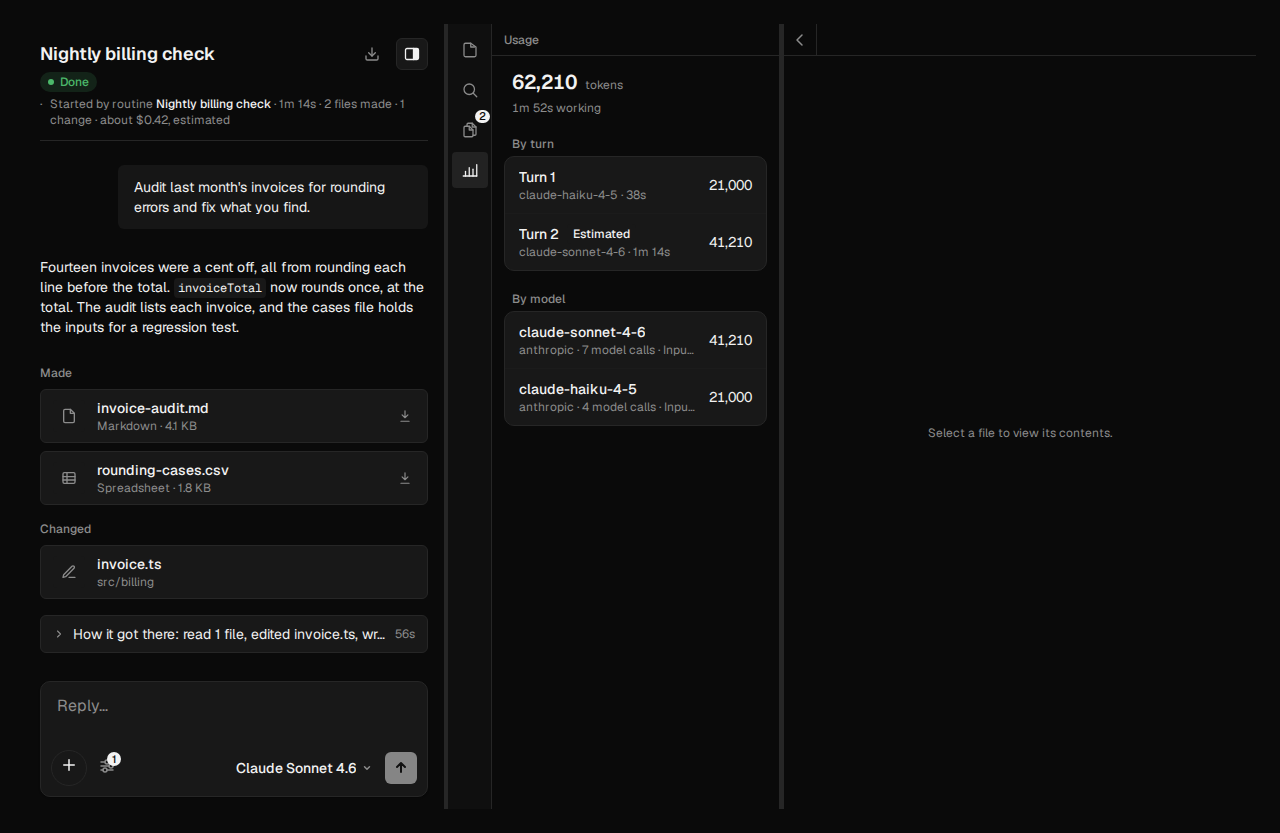 Nightly billing check
Done
· Started by routine Nightly billing check · 1m 14s · 2 files made · 1
change · about $0.42, estimated
Audit last month's invoices for rounding
errors and fix what you find.
Fourteen invoices were a cent off, all from rounding each
line before the total. invoiceTotal now rounds once, at the
total. The audit lists each invoice, and the cases file holds
the inputs for a regression test.
Made
invoice-audit.md
Markdown · 4.1 KB
rounding-cases.csv
Spreadsheet · 1.8 KB
Changed
invoice.ts
src/billing
How it got there: read 1 file, edited invoice.ts, wr… 56s
Reply…
1
Claude Sonnet 4.6
2
Usage
62,210 tokens
1m 52s working
By turn
Turn 1
claude-haiku-4-5 · 38s
21,000
Turn 2 Estimated
claude-sonnet-4-6 · 1m 14s
41,210
By model
claude-sonnet-4-6
anthropic · 7 model calls · Inpu…
41,210
claude-haiku-4-5
anthropic · 4 model calls · Inpu…
21,000
Select a file to view its contents.